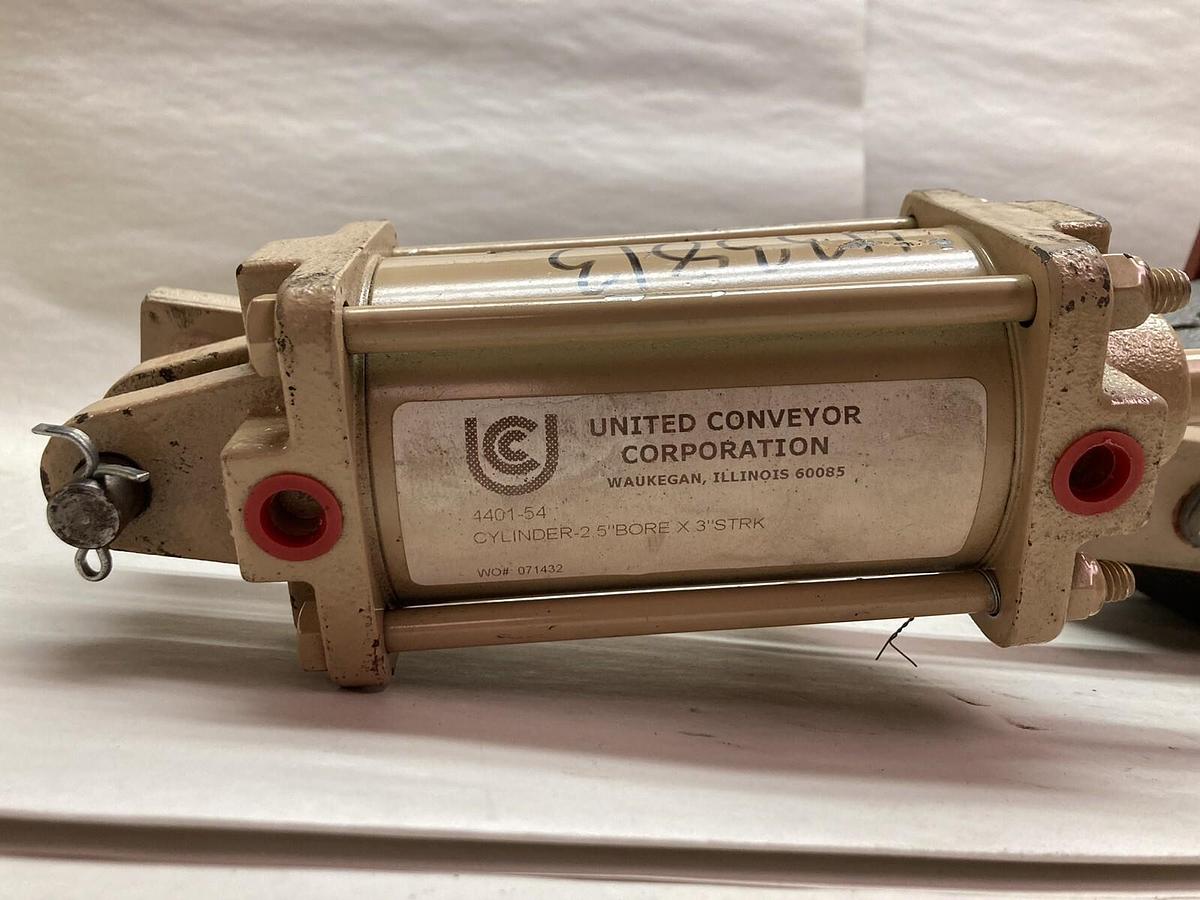 UCC
UNITED CONVEYOR
CORPORATION
WAUKEGAN, ILLINOIS 60085
4401-54
CYLINDER-2.5"BORE X 3"STRK
WO# 071432